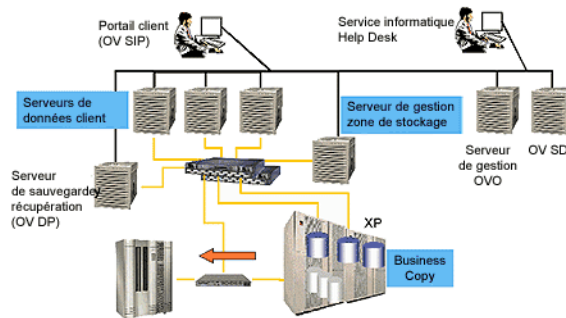 Portail client
(OV SIP)
Service informatique
Help Desk
Serveurs de
données client
Serveur de gestion
zone de stockage
Serveur
de gestion
OVO
OV SD
Serveur
de sauvegardey
récupération
(OV DP)
XP
Business
Copy